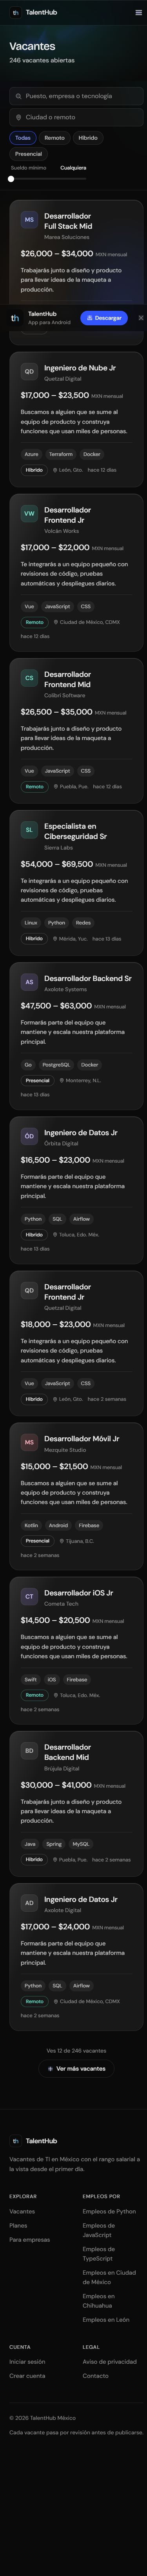 th TalentHub
Vacantes
246 vacantes abiertas
Puesto, empresa o tecnología
Ciudad o remoto
Todas Remoto Híbrido
Presencial
Sueldo mínimo Cualquiera
MS Desarrollador
Full Stack Mid
Marea Soluciones
$26,000 – $34,000 MXN mensual
Trabajarás junto a diseño y producto
para llevar ideas de la maqueta a
producción.
th TalentHub
App para Android
Descargar
QD Ingeniero de Nube Jr
Quetzal Digital
$17,000 – $23,500 MXN mensual
Buscamos a alguien que se sume al
equipo de producto y construya
funciones que usan miles de personas.
Azure Terraform Docker
Híbrido León, Gto. hace 12 días
VW Desarrollador
Frontend Jr
Volcán Works
$17,000 – $22,000 MXN mensual
Te integrarás a un equipo pequeño con
revisiones de código, pruebas
automáticas y despliegues diarios.
Vue JavaScript CSS
Remoto Ciudad de México, CDMX
hace 12 días
CS Desarrollador
Frontend Mid
Colibrí Software
$26,500 – $35,000 MXN mensual
Trabajarás junto a diseño y producto
para llevar ideas de la maqueta a
producción.
Vue JavaScript CSS
Remoto Puebla, Pue. hace 12 días
SL Especialista en
Ciberseguridad Sr
Sierra Labs
$54,000 – $69,500 MXN mensual
Te integrarás a un equipo pequeño con
revisiones de código, pruebas
automáticas y despliegues diarios.
Linux Python Redes
Híbrido Mérida, Yuc. hace 13 días
AS Desarrollador Backend Sr
Axolote Systems
$47,500 – $63,000 MXN mensual
Formarás parte del equipo que
mantiene y escala nuestra plataforma
principal.
Go PostgreSQL Docker
Presencial Monterrey, N.L.
hace 13 días
ÓD Ingeniero de Datos Jr
Órbita Digital
$16,500 – $23,000 MXN mensual
Formarás parte del equipo que
mantiene y escala nuestra plataforma
principal.
Python SQL Airflow
Híbrido Toluca, Edo. Méx.
hace 13 días
QD Desarrollador
Frontend Jr
Quetzal Digital
$18,000 – $23,000 MXN mensual
Te integrarás a un equipo pequeño con
revisiones de código, pruebas
automáticas y despliegues diarios.
Vue JavaScript CSS
Híbrido León, Gto. hace 2 semanas
MS Desarrollador Móvil Jr
Mezquite Studio
$15,000 – $21,500 MXN mensual
Buscamos a alguien que se sume al
equipo de producto y construya
funciones que usan miles de personas.
Kotlin Android Firebase
Presencial Tijuana, B.C.
hace 2 semanas
CT Desarrollador iOS Jr
Cometa Tech
$14,500 – $20,500 MXN mensual
Buscamos a alguien que se sume al
equipo de producto y construya
funciones que usan miles de personas.
Swift iOS Firebase
Remoto Toluca, Edo. Méx.
hace 2 semanas
BD Desarrollador
Backend Mid
Brújula Digital
$30,000 – $41,000 MXN mensual
Trabajarás junto a diseño y producto
para llevar ideas de la maqueta a
producción.
Java Spring MySQL
Híbrido Puebla, Pue. hace 2 semanas
AD Ingeniero de Datos Jr
Axolote Digital
$17,000 – $24,000 MXN mensual
Formarás parte del equipo que
mantiene y escala nuestra plataforma
principal.
Python SQL Airflow
Remoto Ciudad de México, CDMX
hace 2 semanas
Ves 12 de 246 vacantes
Ver más vacantes
th TalentHub
Vacantes de TI en México con el rango salarial a
la vista desde el primer día.
EXPLORAR
Vacantes
Planes
Para empresas
EMPLEOS POR
Empleos de Python
Empleos de
JavaScript
Empleos de
TypeScript
Empleos en Ciudad
de México
Empleos en
Chihuahua
Empleos en León
CUENTA
Iniciar sesión
Crear cuenta
LEGAL
Aviso de privacidad
Contacto
© 2026 TalentHub México
Cada vacante pasa por revisión antes de publicarse.